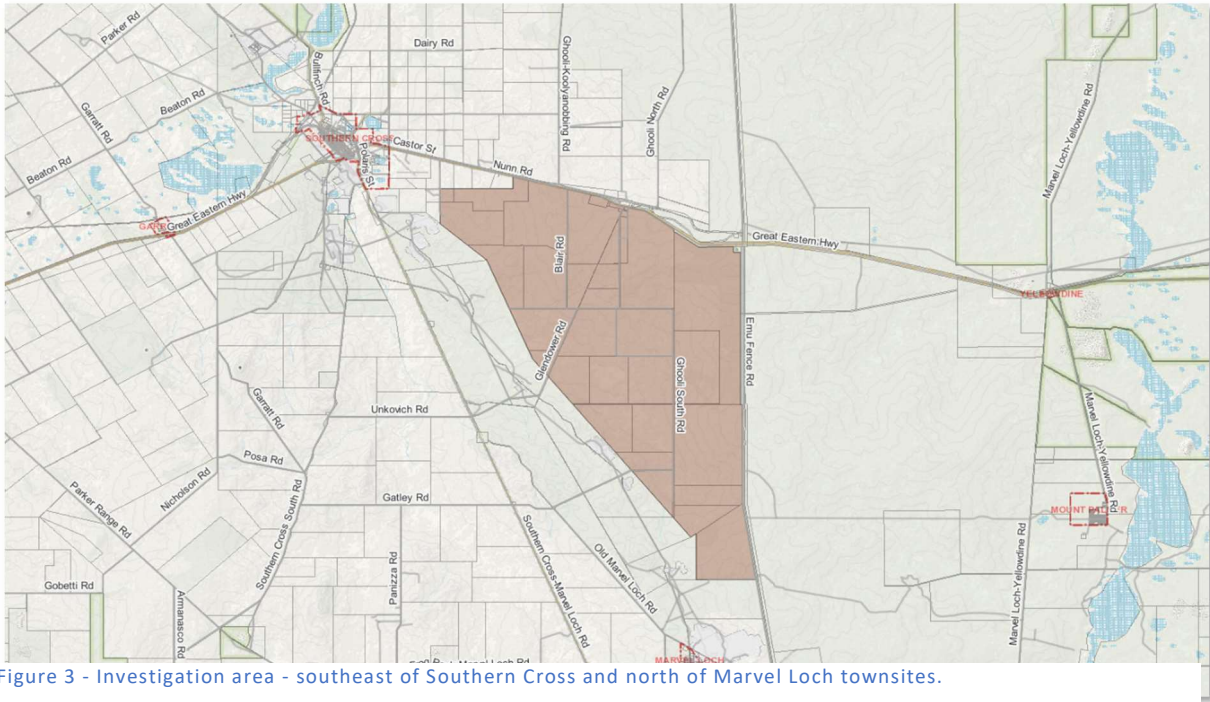 Parker Rd
Dairy Rd
Bullfinch Rd
Ghooli-Koolyanobbing Rd
Ghooli North Rd
Marvel Loch-Yellowdine Rd
Garratt Rd
Beaton Rd
SOUTHERN CROSS
Castor St
Polaris St
Nunn Rd
Beaton Rd
Great Eastern Hwy
Blair Rd
Great Eastern Hwy
YELLOWDINE
Glendower Rd
Emu Fence Rd
Ghooli South Rd
Garratt Rd
Unkovich Rd
Marvel Loch-Yellowdine Rd
Posa Rd
Nicholson Rd
Gatley Rd
Parker Range Rd
Southern Cross South Rd
Southern Cross-Marvel Loch Rd
Old Marvel Loch Rd
Marvel Loch-Yellowdine Rd
Gobetti Rd
Armanasco Rd
Panizza Rd
MARVEL LOCH
Figure 3 - Investigation area - southeast of Southern Cross and north of Marvel Loch townsites.